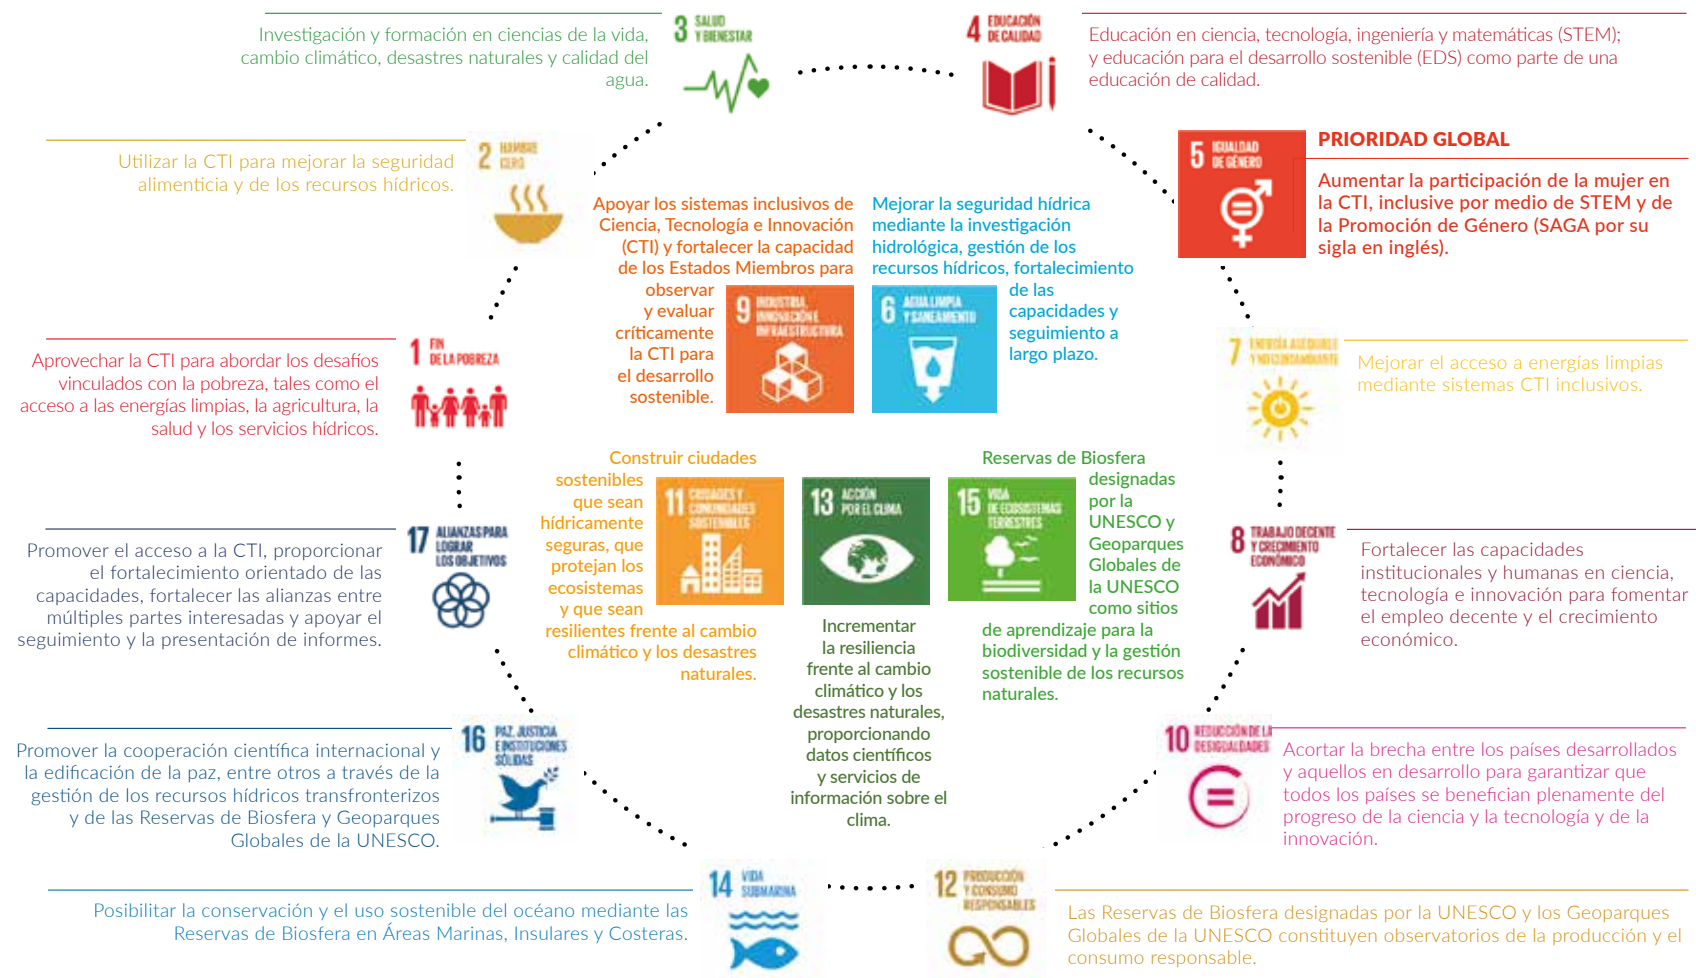 3 SALUD
Y BIENESTAR
Investigación y formación en ciencias de la vida,
cambio climático, desastres naturales y calidad del
agua.
4 EDUCACIÓN
DE CALIDAD
Educación en ciencia, tecnología, ingeniería y matemáticas (STEM);
y educación para el desarrollo sostenible (EDS) como parte de una
educación de calidad.
2 HAMBRE
CERO
Utilizar la CTI para mejorar la seguridad
alimenticia y de los recursos hídricos.
5 IGUALDAD
DE GÉNERO
PRIORIDAD GLOBAL
Aumentar la participación de la mujer en
la CTI, inclusive por medio de STEM y de
la Promoción de Género (SAGA por su
sigla en inglés).
Apoyar los sistemas inclusivos de
Ciencia, Tecnología e Innovación
(CTI) y fortalecer la capacidad
de los Estados Miembros para
observar
y evaluar
críticamente
la CTI para
el desarrollo
sostenible.
9 INDUSTRIA,
INNOVACIÓN E
INFRAESTRUCTURA
Mejorar la seguridad hídrica
mediante la investigación
hidrológica, gestión de los
recursos hídricos, fortalecimiento
de las
capacidades y
seguimiento a
largo plazo.
6 AGUA LIMPIA
Y SANEAMIENTO
1 FIN
DE LA POBREZA
Aprovechar la CTI para abordar los desafíos
vinculados con la pobreza, tales como el
acceso a las energías limpias, la agricultura, la
salud y los servicios hídricos.
7 ENERGÍA ASEQUIBLE
Y NO CONTAMINANTE
Mejorar el acceso a energías limpias
mediante sistemas CTI inclusivos.
Construir ciudades
sostenibles
que sean
hídricamente
seguras, que
protejan los
ecosistemas
y que sean
resilientes frente al cambio
climático y los desastres
naturales.
11 CIUDADES Y
COMUNIDADES
SOSTENIBLES
13 ACCIÓN
POR EL CLIMA
Incrementar
la resiliencia
frente al cambio
climático y los
desastres naturales,
proporcionando
datos científicos
y servicios de
información sobre el
clima.
15 VIDA
DE ECOSISTEMAS
TERRESTRES
Reservas de Biosfera
designadas
por la
UNESCO y
Geoparques
Globales de
la UNESCO
como sitios
de aprendizaje para la
biodiversidad y la gestión
sostenible de los recursos
naturales.
17 ALIANZAS PARA
LOGRAR
LOS OBJETIVOS
Promover el acceso a la CTI, proporcionar
el fortalecimiento orientado de las
capacidades, fortalecer las alianzas entre
múltiples partes interesadas y apoyar el
seguimiento y la presentación de informes.
8 TRABAJO DECENTE
Y CRECIMIENTO
ECONÓMICO
Fortalecer las capacidades
institucionales y humanas en ciencia,
tecnología e innovación para fomentar
el empleo decente y el crecimiento
económico.
16 PAZ, JUSTICIA
E INSTITUCIONES
SÓLIDAS
Promover la cooperación científica internacional y
la edificación de la paz, entre otros a través de la
gestión de los recursos hídricos transfronterizos
y de las Reservas de Biosfera y Geoparques
Globales de la UNESCO.
10 REDUCCIÓN DE LAS
DESIGUALDADES
Acortar la brecha entre los países desarrollados
y aquellos en desarrollo para garantizar que
todos los países se benefician plenamente del
progreso de la ciencia y la tecnología y de la
innovación.
14 VIDA
SUBMARINA
Posibilitar la conservación y el uso sostenible del océano mediante las
Reservas de Biosfera en Áreas Marinas, Insulares y Costeras.
12 PRODUCCIÓN
Y CONSUMO
RESPONSABLES
Las Reservas de Biosfera designadas por la UNESCO y los Geoparques
Globales de la UNESCO constituyen observatorios de la producción y el
consumo responsable.